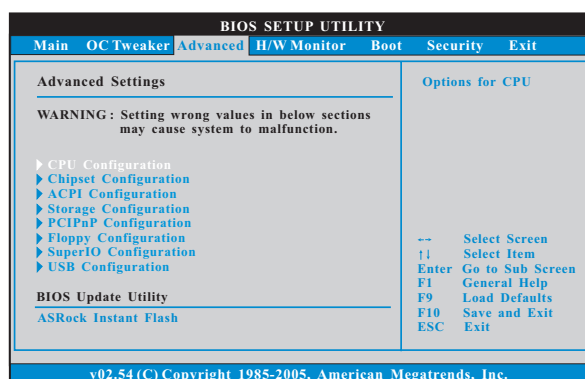 BIOS SETUP UTILITY
Main OC Tweaker Advanced H/W Monitor Boot Security Exit
Advanced Settings
WARNING : Setting wrong values in below sections
may cause system to malfunction.
CPU Configuration
Chipset Configuration
ACPI Configuration
Storage Configuration
PCIPnP Configuration
Floppy Configuration
SuperIO Configuration
USB Configuration
BIOS Update Utility
ASRock Instant Flash
Options for CPU
←→ Select Screen
↑↓ Select Item
Enter Go to Sub Screen
F1 General Help
F9 Load Defaults
F10 Save and Exit
ESC Exit
v02.54 (C) Copyright 1985-2005, American Megatrends, Inc.